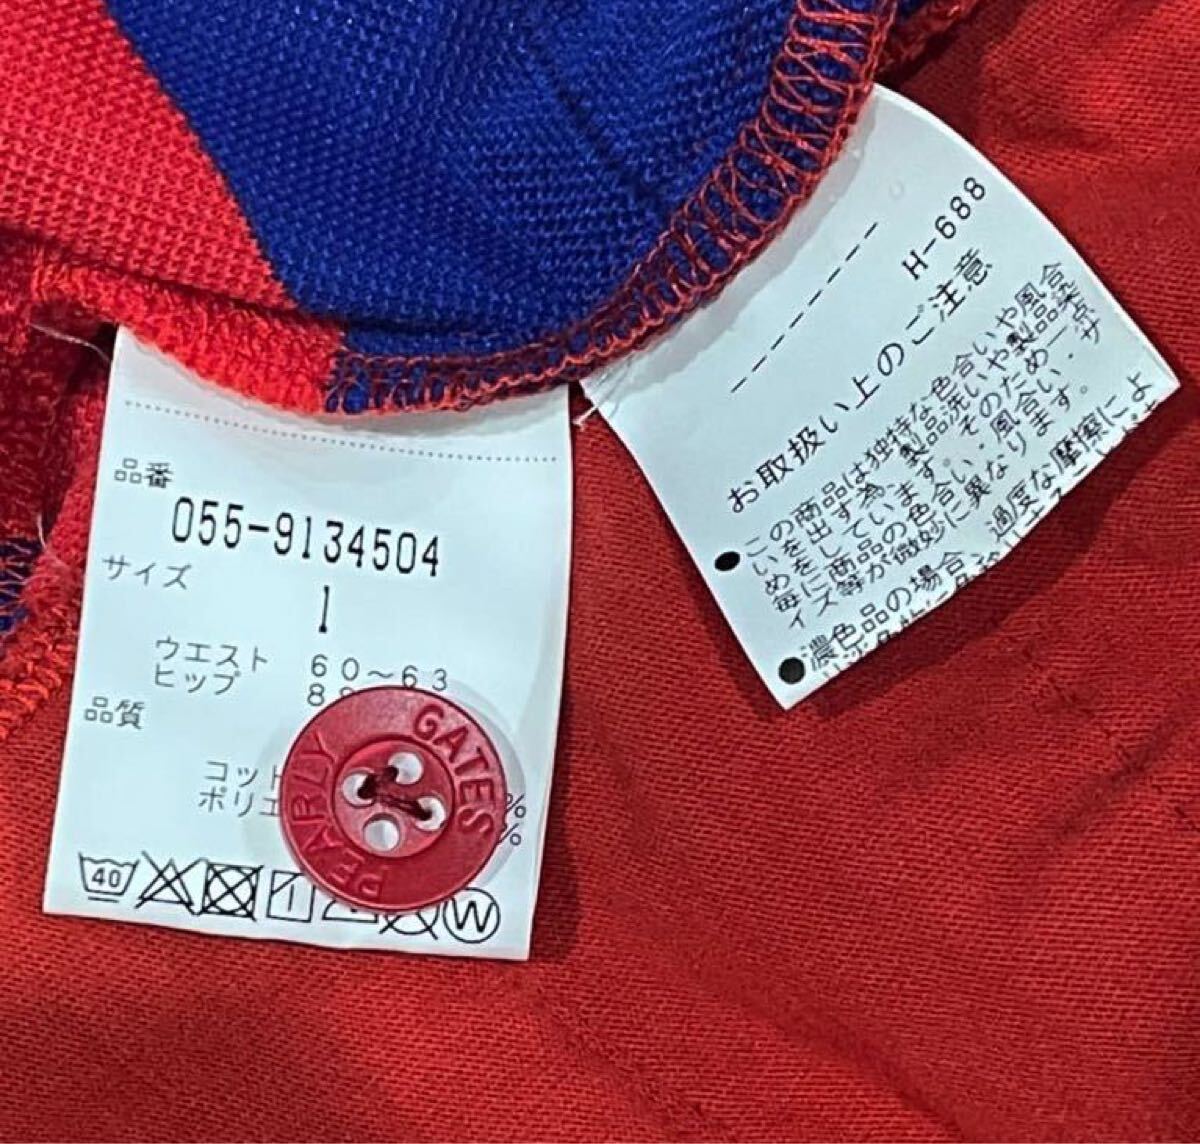 品番
055-9134504
サイズ
1
ウエスト 60～63
ヒップ
品質
コット
ポリエ
%
%
40
W
PEARLY GATES
H-688
お取扱い上のご注意
●この商品は独特な色合いや風合
いを出す為、製品洗いや製品染
めをしています。そのため一点
毎に商品の色合い・風合い・サ
イズ等が微妙に異なります。
●濃色品の場合、過度な摩擦によ